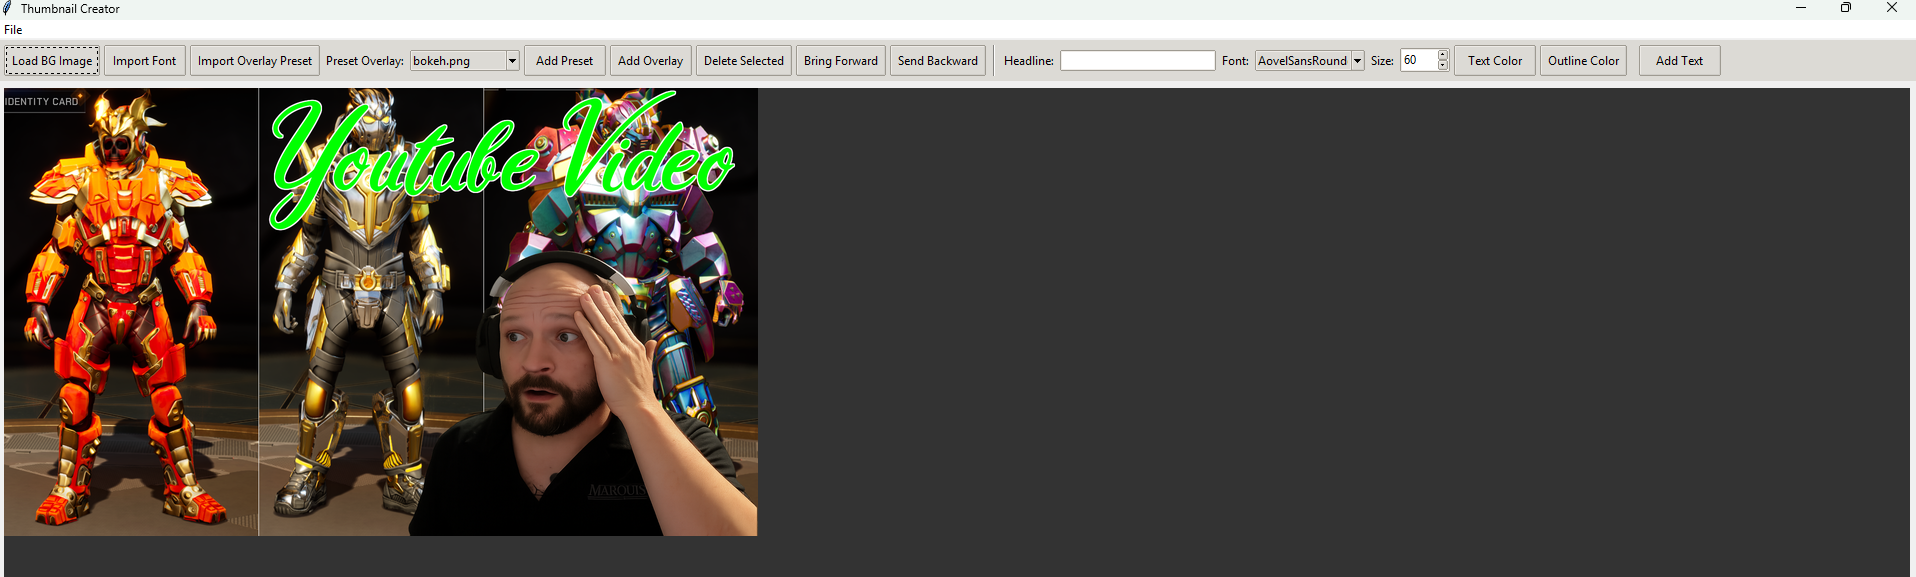 Thumbnail Creator
File
Load BG Image Import Font Import Overlay Preset Preset Overlay: bokeh.png Add Preset Add Overlay Delete Selected Bring Forward Send Backward Headline: Font: AovelSansRound Size: 60 Text Color Outline Color Add Text
IDENTITY CARD
Youtube Video
MARQUIS